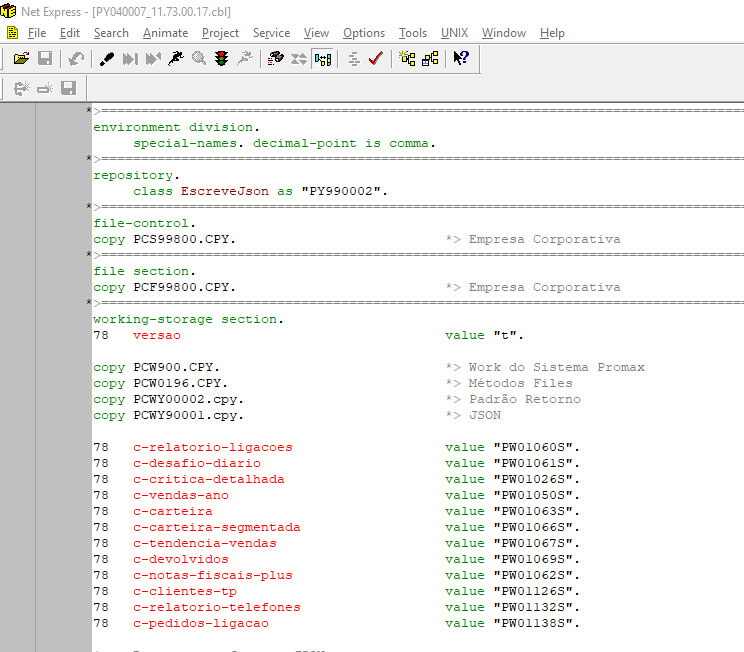 Net Express - [PY040007_11.73.00.17.cbl]
File Edit Search Animate Project Service View Options Tools UNIX Window Help
*>================================================================================
environment division.
special-names. decimal-point is comma.
*>================================================================================
repository.
class EscreveJson as "PY990002".
*>================================================================================
file-control.
copy PCS99800.CPY. *> Empresa Corporativa
*>================================================================================
file section.
copy PCF99800.CPY. *> Empresa Corporativa
*>================================================================================
working-storage section.
78 versao value "t".
copy PCW900.CPY. *> Work do Sistema Promax
copy PCW0196.CPY. *> Métodos Files
copy PCWY00002.cpy. *> Padrão Retorno
copy PCWY90001.cpy. *> JSON
78 c-relatorio-ligacoes value "PW01060S".
78 c-desafio-diario value "PW01061S".
78 c-critica-detalhada value "PW01026S".
78 c-vendas-ano value "PW01050S".
78 c-carteira value "PW01063S".
78 c-carteira-segmentada value "PW01066S".
78 c-tendencia-vendas value "PW01067S".
78 c-devolvidos value "PW01069S".
78 c-notas-fiscais-plus value "PW01062S".
78 c-clientes-tp value "PW01126S".
78 c-relatorio-telefones value "PW01132S".
78 c-pedidos-ligacao value "PW01138S".